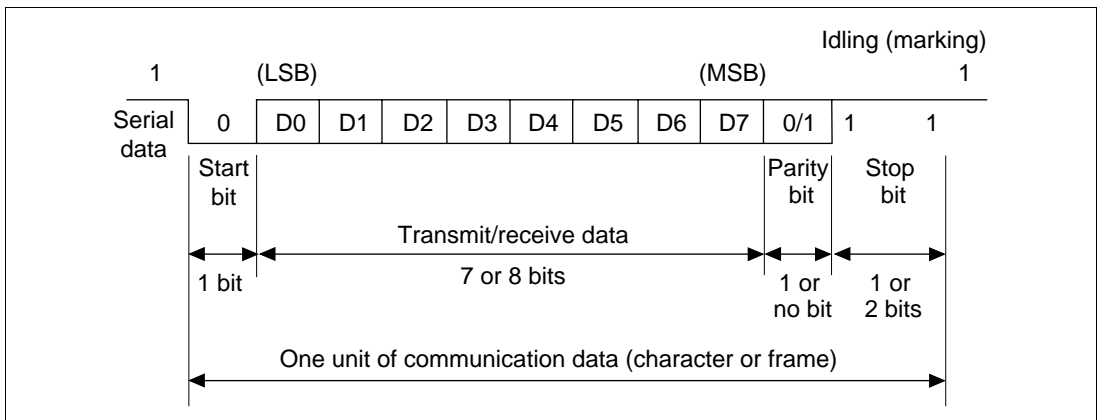 Idling (marking)
1 (LSB) (MSB) 1
Serial data
0 D0 D1 D2 D3 D4 D5 D6 D7 0/1 1 1
Start bit
Parity bit
Stop bit
Transmit/receive data
1 bit
7 or 8 bits
1 or no bit
1 or 2 bits
One unit of communication data (character or frame)